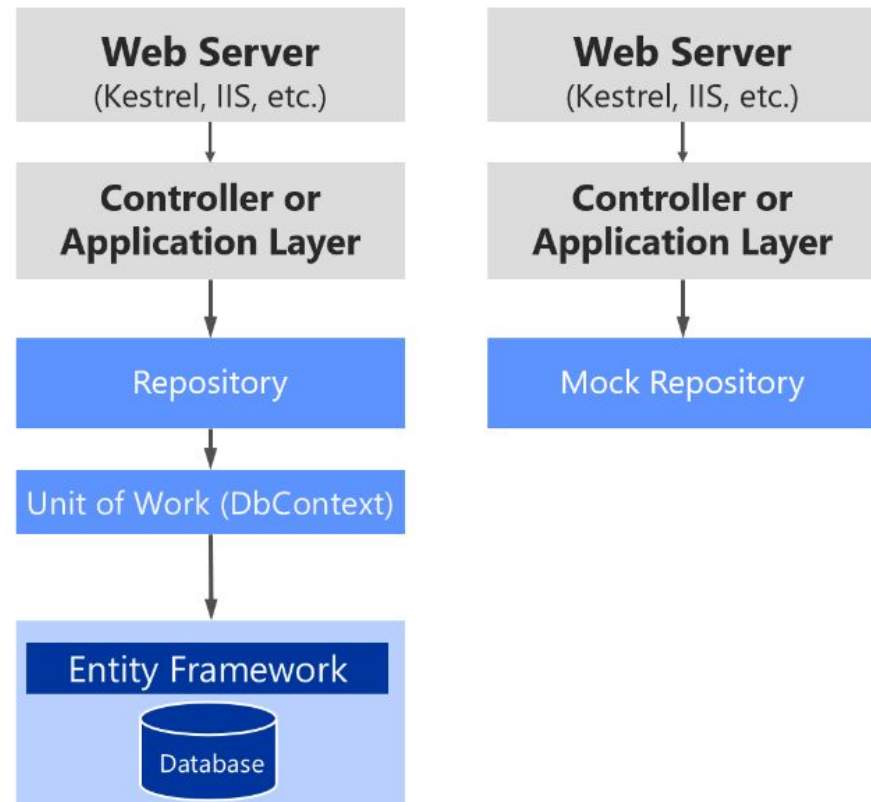 Web Server
(Kestrel, IIS, etc.)
Controller or
Application Layer
Repository
Unit of Work (DbContext)
Entity Framework
Database
Web Server
(Kestrel, IIS, etc.)
Controller or
Application Layer
Mock Repository